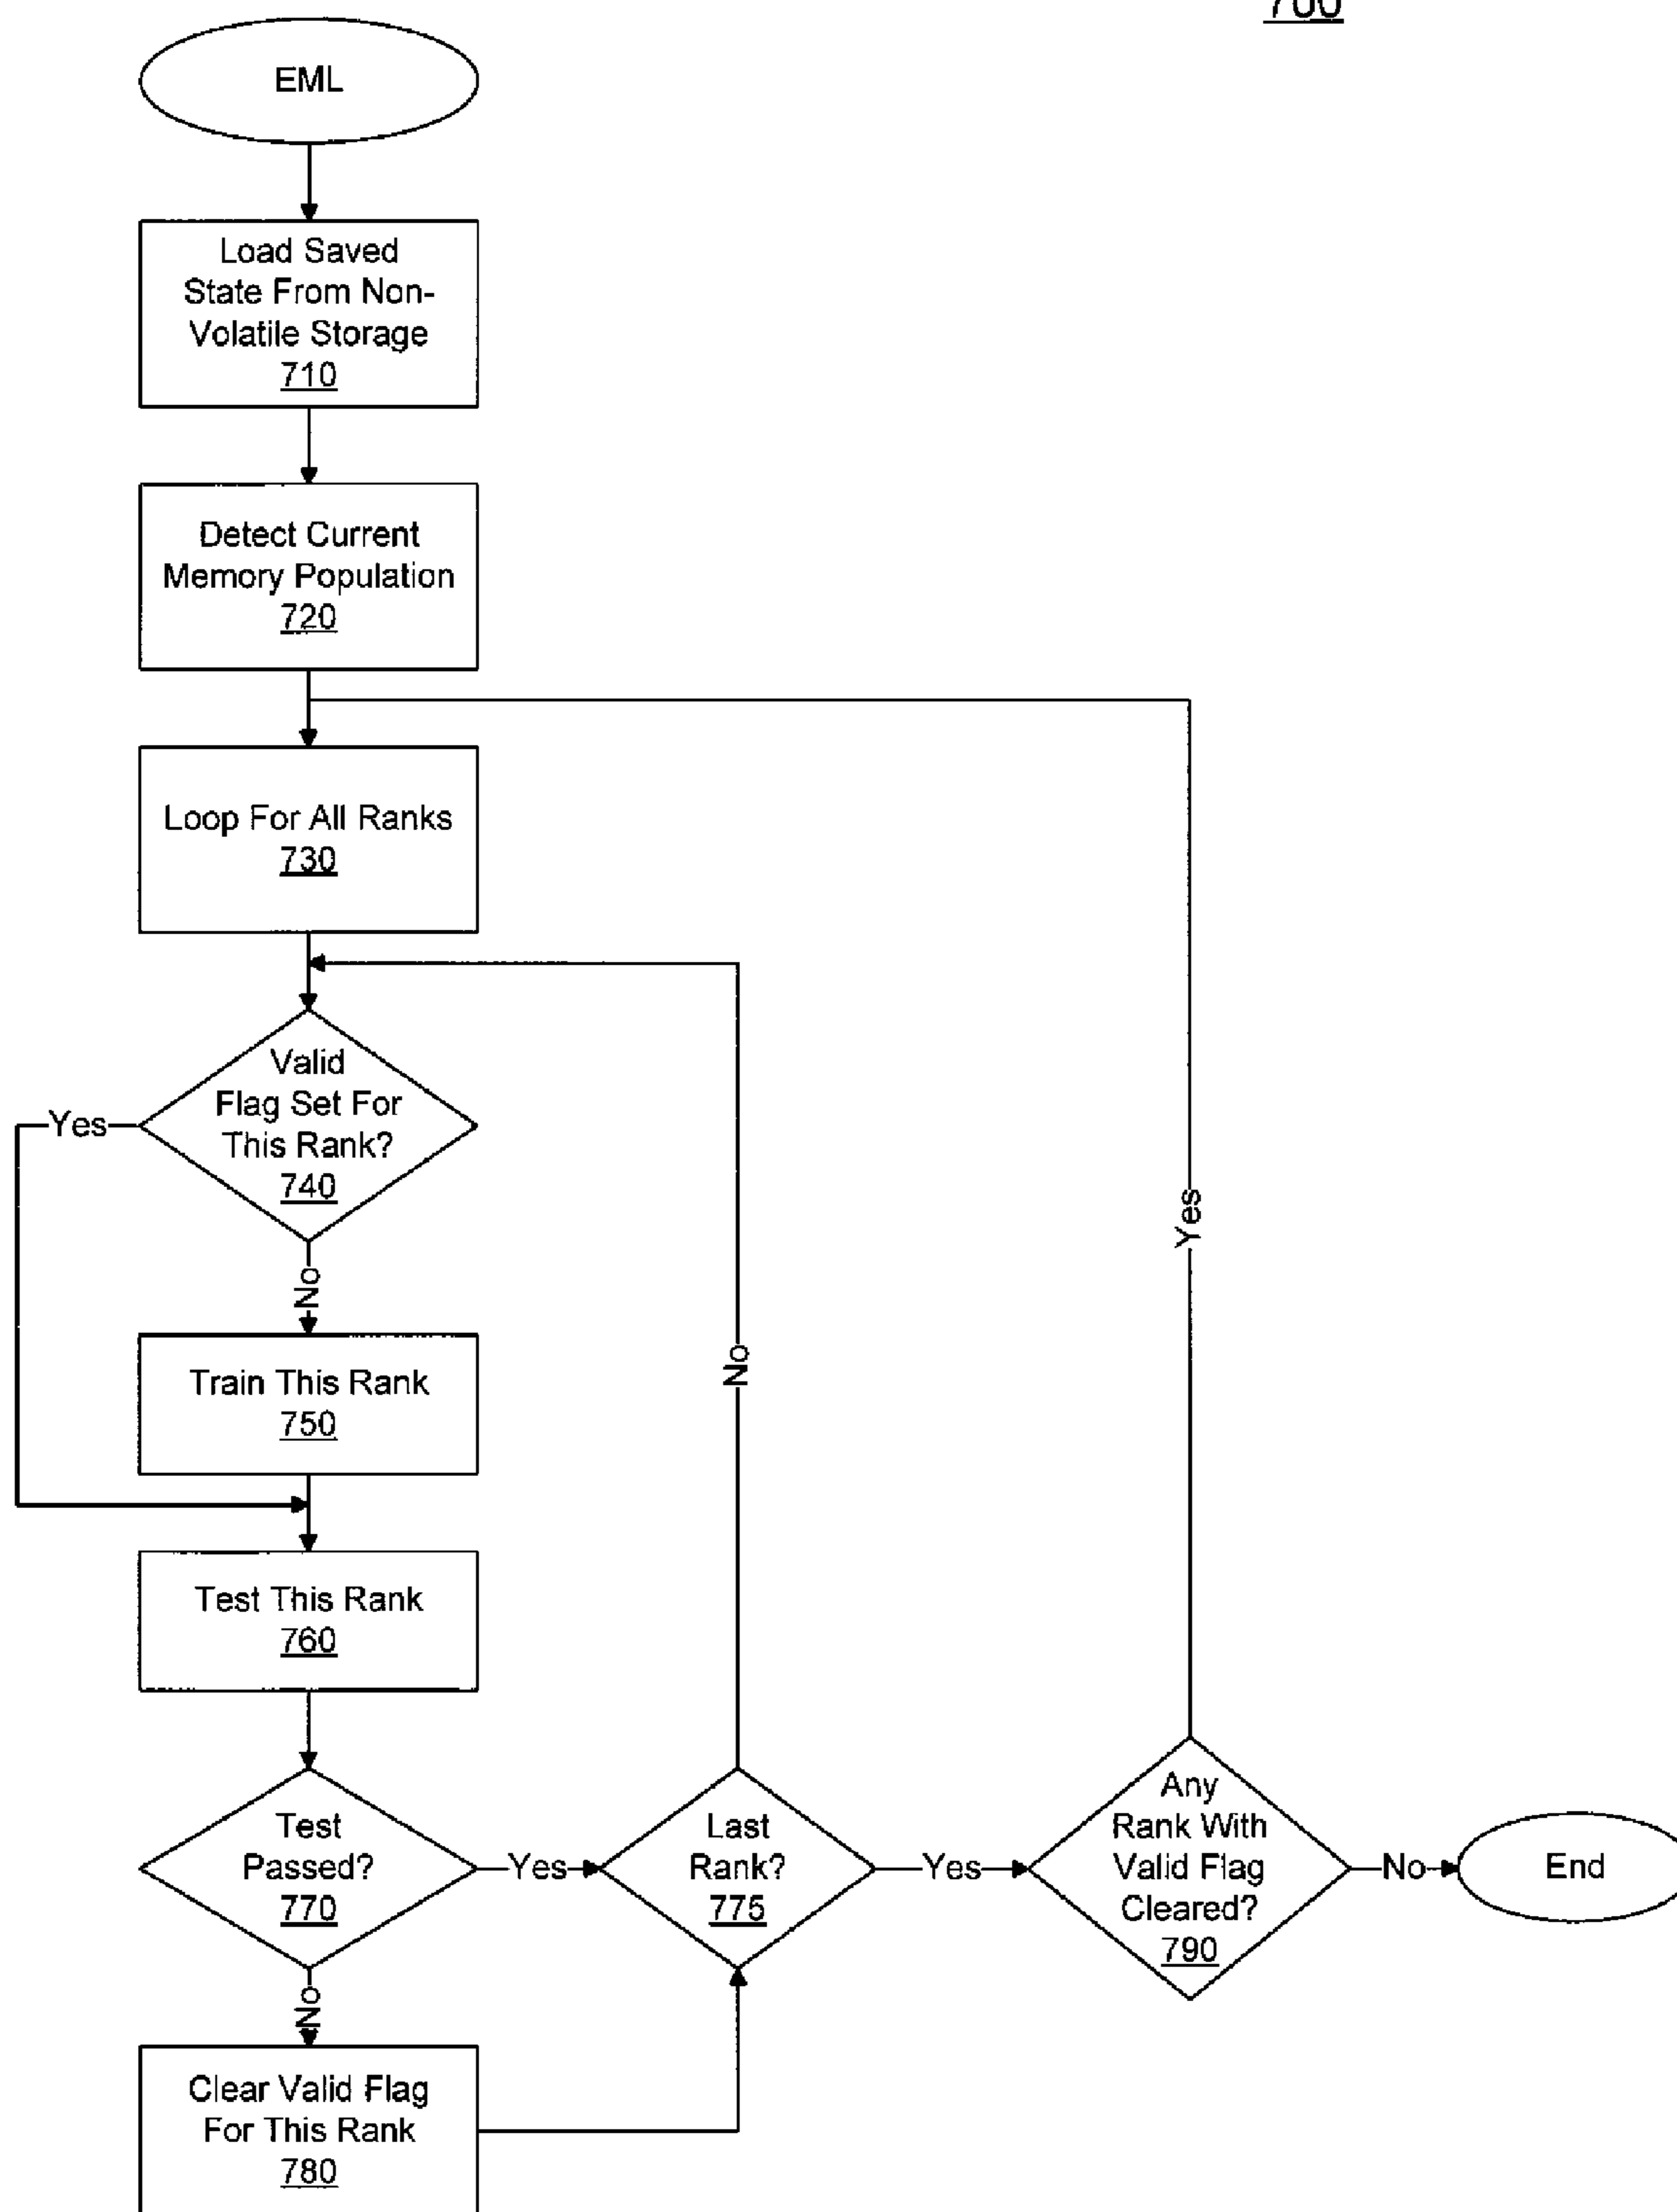 700
EML
Load Saved
State From Non-
Volatile Storage
710
Detect Current
Memory Population
720
Loop For All Ranks
730
Valid
Flag Set For
This Rank?
740
Yes
No
Train This Rank
750
No
Yes
Test This Rank
760
Test
Passed?
770
Yes
Last
Rank?
775
Yes
Any
Rank With
Valid Flag
Cleared?
790
No
End
No
Clear Valid Flag
For This Rank
780